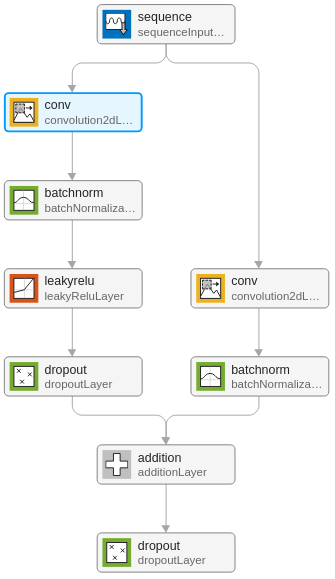 sequence
sequenceInput…
conv
convolution2dL…
batchnorm
batchNormaliza…
leakyrelu
leakyReluLayer
conv
convolution2dL…
dropout
dropoutLayer
batchnorm
batchNormaliza…
addition
additionLayer
dropout
dropoutLayer